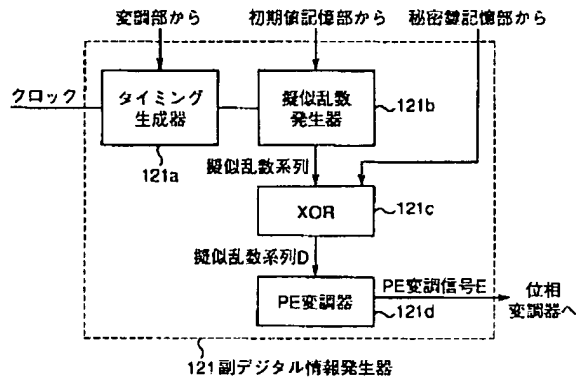 変調部から
初期値記憶部から
秘密鍵記憶部から
クロック
タイミング
生成器
擬似乱数
発生器
121b
121a
擬似乱数系列
XOR
121c
擬似乱数系列D
PE変調器
PE変調信号E
位相
変調器へ
121d
121副デジタル情報発生器